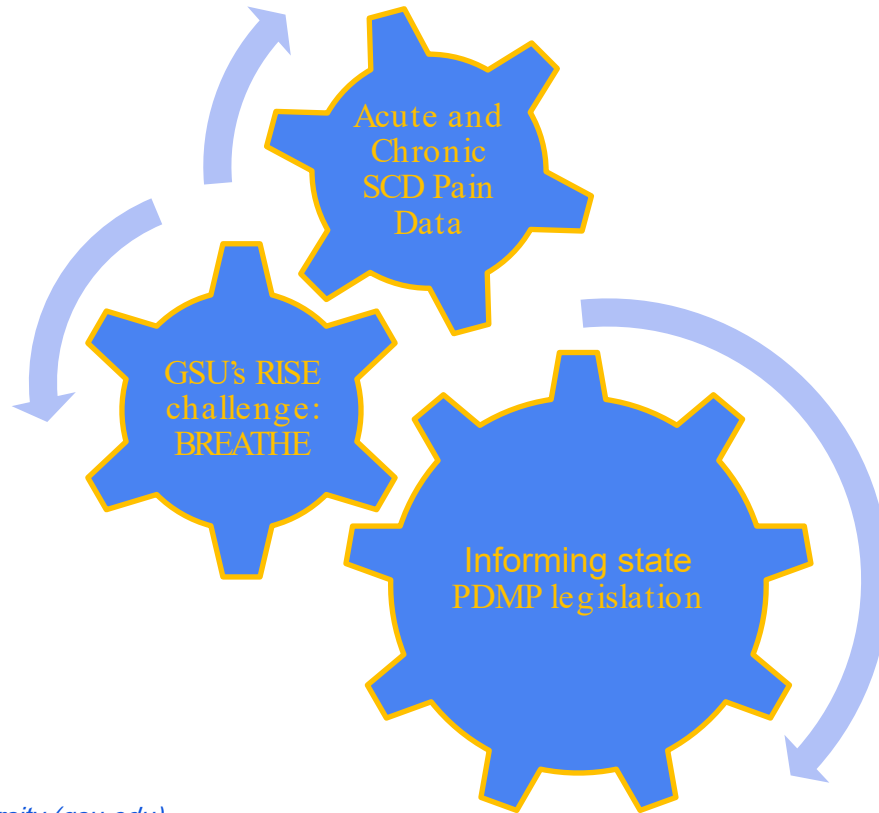 Acute and
Chronic
SCD Pain
Data
GSU's RISE
challenge:
BREATHE
Informing state
PDMP legislation